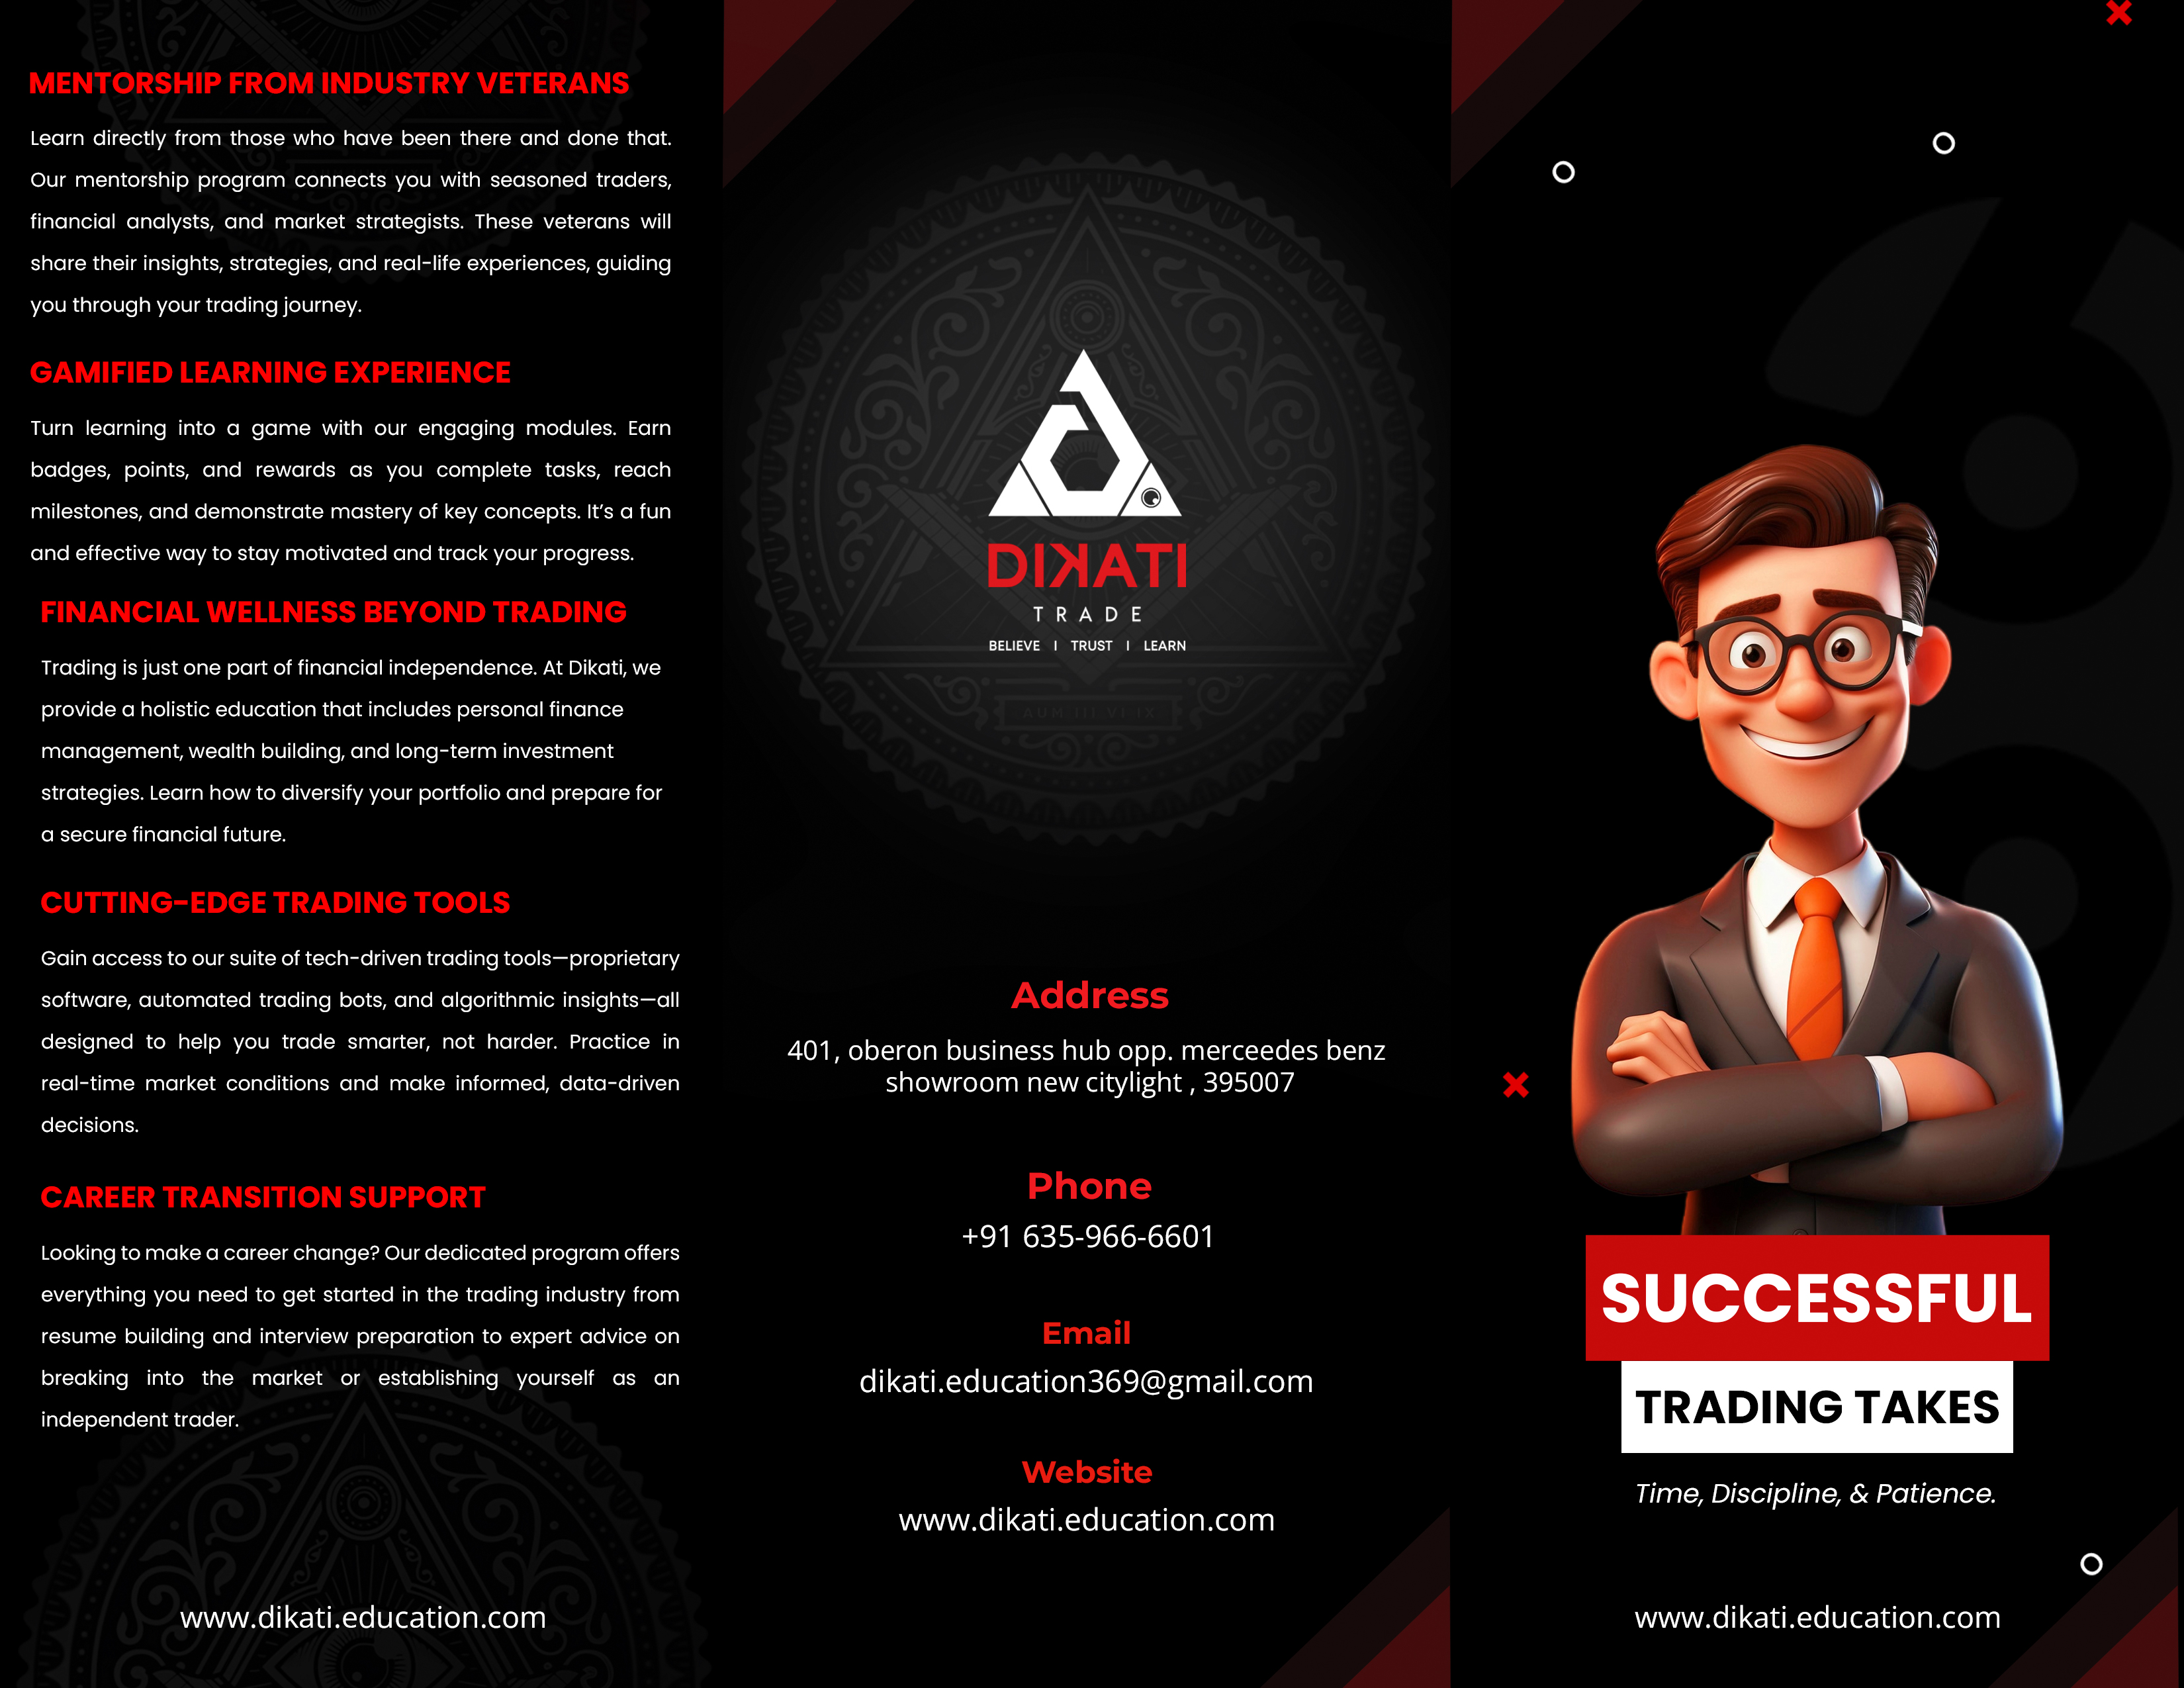 MENTORSHIP FROM INDUSTRY VETERANS
Learn directly from those who have been there and done that.
Our mentorship program connects you with seasoned traders,
financial analysts, and market strategists. These veterans will
share their insights, strategies, and real-life experiences, guiding
you through your trading journey.
GAMIFIED LEARNING EXPERIENCE
Turn learning into a game with our engaging modules. Earn
badges, points, and rewards as you complete tasks, reach
milestones, and demonstrate mastery of key concepts. It’s a fun
and effective way to stay motivated and track your progress.
FINANCIAL WELLNESS BEYOND TRADING
Trading is just one part of financial independence. At Dikati, we
provide a holistic education that includes personal finance
management, wealth building, and long-term investment
strategies. Learn how to diversify your portfolio and prepare for
a secure financial future.
CUTTING-EDGE TRADING TOOLS
Gain access to our suite of tech-driven trading tools—proprietary
software, automated trading bots, and algorithmic insights—all
designed to help you trade smarter, not harder. Practice in
real-time market conditions and make informed, data-driven
decisions.
CAREER TRANSITION SUPPORT
Looking to make a career change? Our dedicated program offers
everything you need to get started in the trading industry from
resume building and interview preparation to expert advice on
breaking into the market or establishing yourself as an
independent trader.
www.dikati.education.com
DIKATI
TRADE
BELIEVE | TRUST | LEARN
AUM III VI IX
Address
401, oberon business hub opp. merceedes benz
showroom new citylight , 395007
Phone
+91 635-966-6601
Email
dikati.education369@gmail.com
Website
www.dikati.education.com
SUCCESSFUL
TRADING TAKES
Time, Discipline, & Patience.
www.dikati.education.com